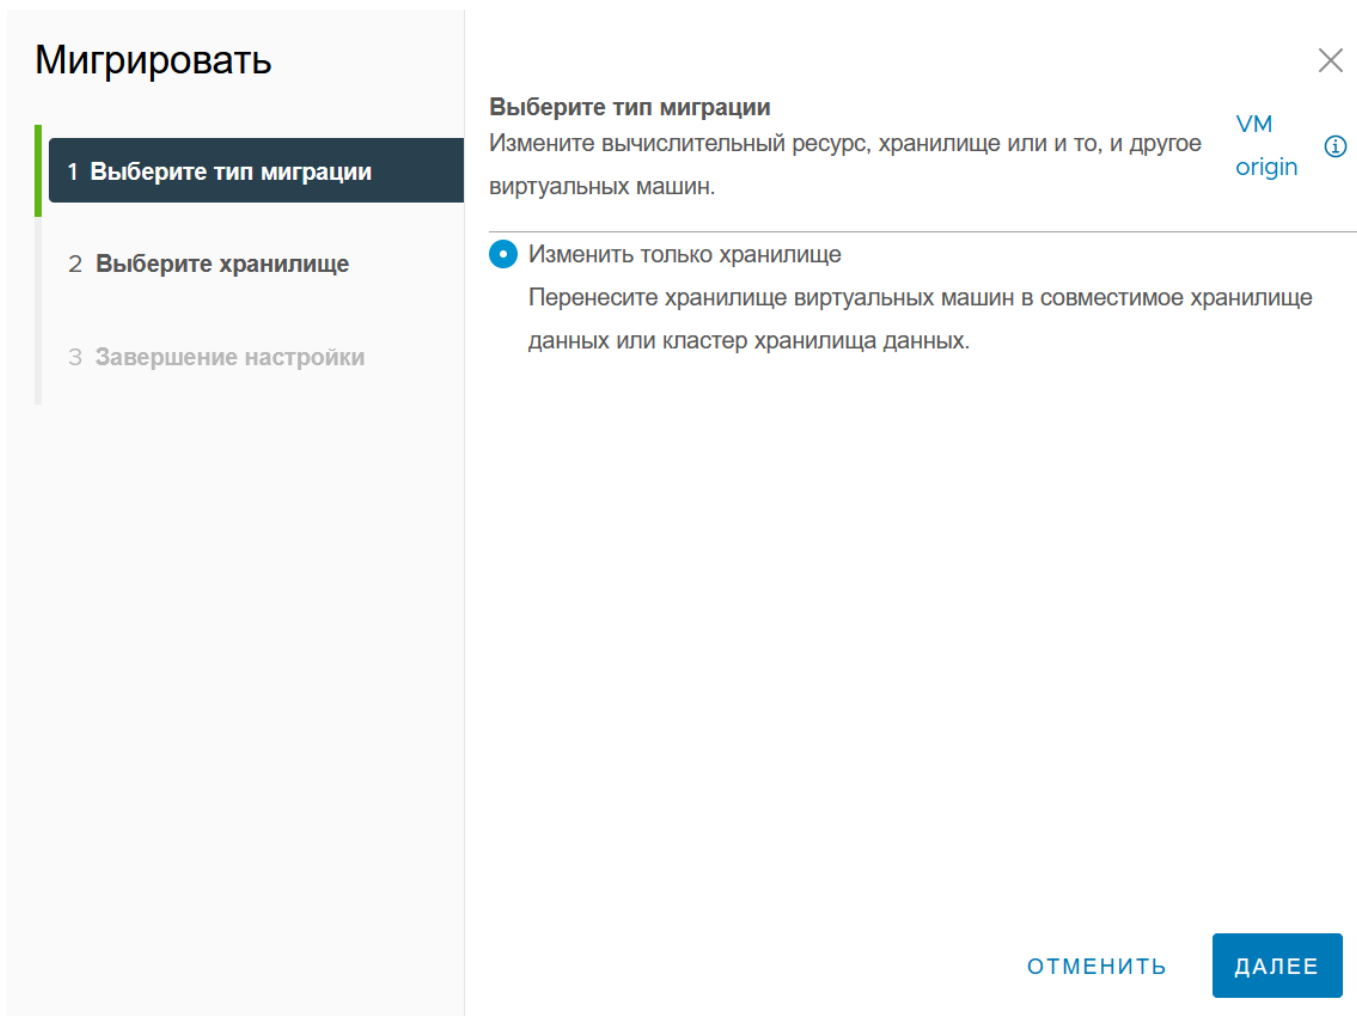 Мигрировать
1 Выберите тип миграции
2 Выберите хранилище
3 Завершение настройки
Выберите тип миграции
Измените вычислительный ресурс, хранилище или и то, и другое
виртуальных машин.
VM
origin
Изменить только хранилище
Перенесите хранилище виртуальных машин в совместимое хранилище
данных или кластер хранилища данных.
ОТМЕНИТЬ
ДАЛЕЕ